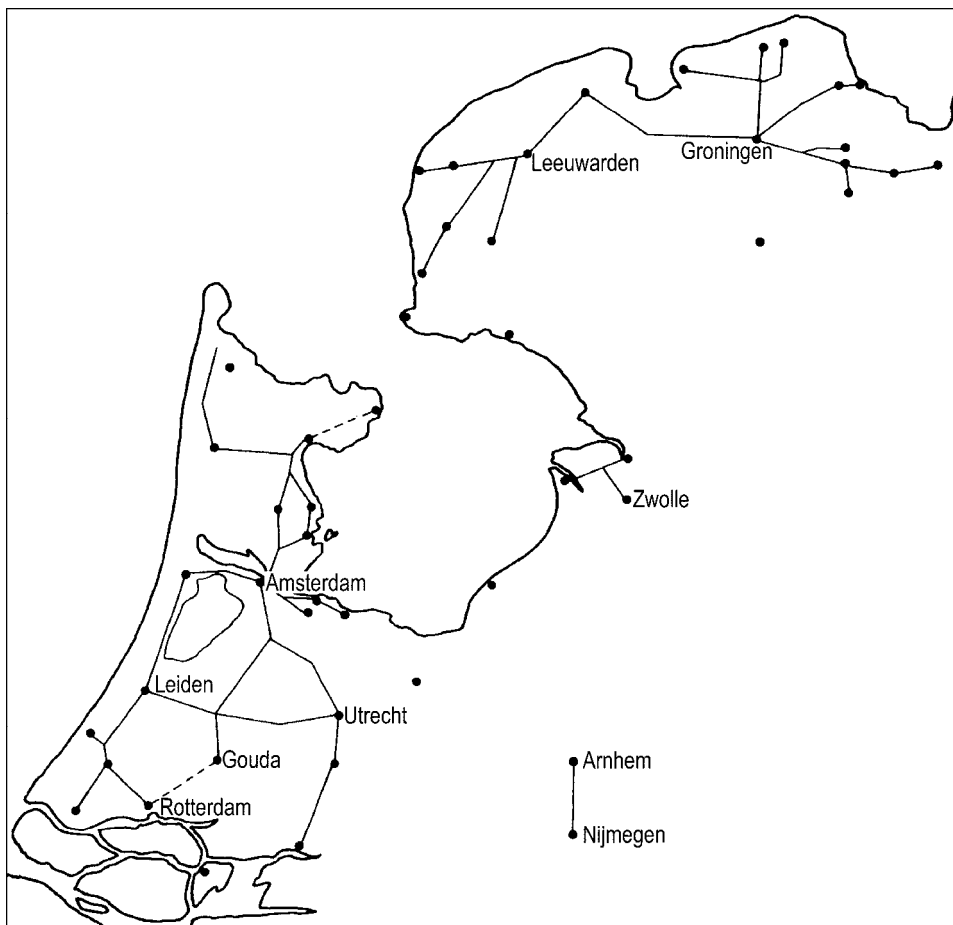 Leeuwarden
Groningen
Zwolle
Amsterdam
Leiden
Utrecht
Gouda
Arnhem
Rotterdam
Nijmegen